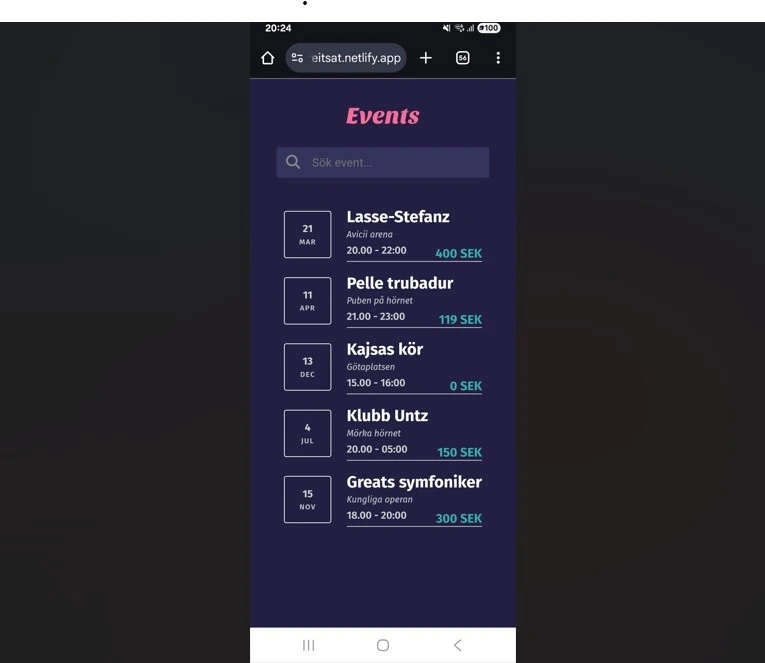 20:24
100
eitsat.netlify.app
56
Events
Sök event...
21
MAR
Lasse-Stefanz
Avicii arena
20.00 - 22:00
400 SEK
11
APR
Pelle trubadur
Puben på hörnet
21.00 - 23:00
119 SEK
13
DEC
Kajsas kör
Götaplatsen
15.00 - 16:00
0 SEK
4
JUL
Klubb Untz
Mörka hörnet
20.00 - 05:00
150 SEK
15
NOV
Greats symfoniker
Kungliga operan
18.00 - 20:00
300 SEK